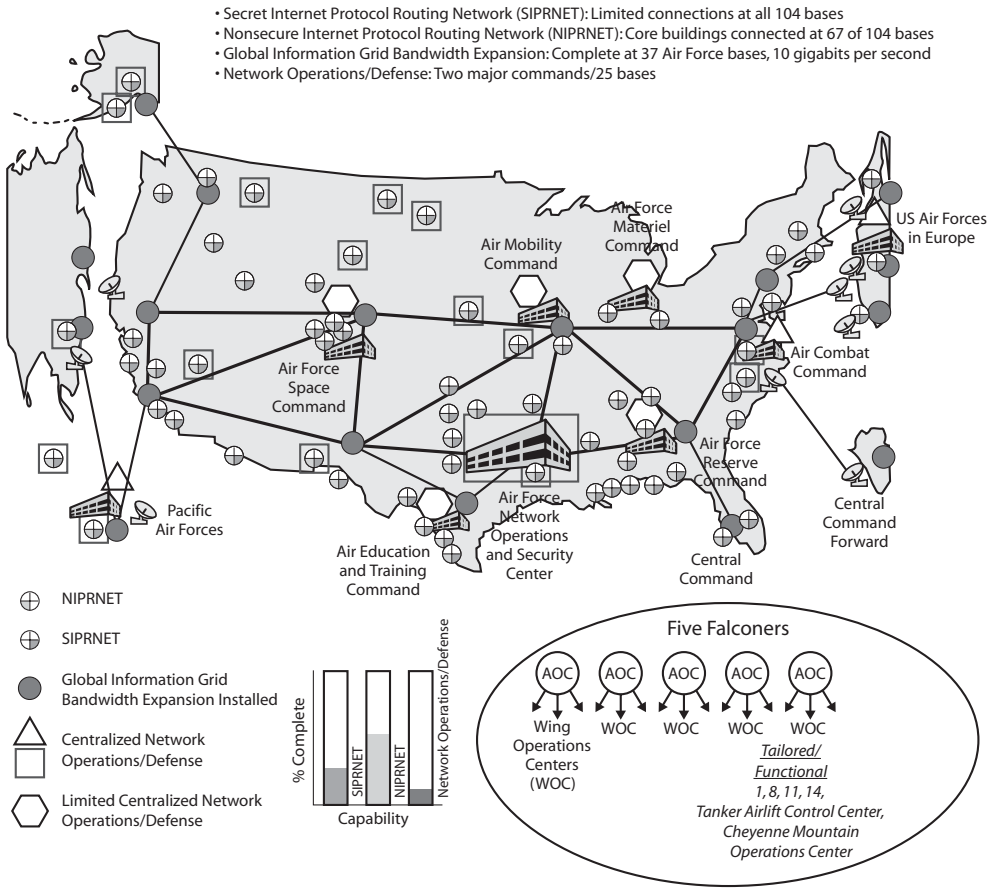 • Secret Internet Protocol Routing Network (SIPRNET): Limited connections at all 104 bases
• Nonsecure Internet Protocol Routing Network (NIPRNET): Core buildings connected at 67 of 104 bases
• Global Information Grid Bandwidth Expansion: Complete at 37 Air Force bases, 10 gigabits per second
• Network Operations/Defense: Two major commands/25 bases
Air Force
Materiel
Command
US Air Forces
in Europe
Air Mobility
Command
Air Combat
Command
Air Force
Space
Command
Air Force
Reserve
Command
Pacific
Air Forces
Air Force
Network
Operations
and Security
Center
Central
Command
Forward
Air Education
and Training
Command
Central
Command
NIPRNET
SIPRNET
Global Information Grid
Bandwidth Expansion Installed
Centralized Network
Operations/Defense
Limited Centralized Network
Operations/Defense
% Complete
SIPRNET
NIPRNET
Network Operations/Defense
Capability
Five Falconers
AOC AOC AOC AOC AOC
Wing
Operations
Centers
(WOC)
WOC WOC WOC WOC
Tailored/
Functional
1, 8, 11, 14,
Tanker Airlift Control Center,
Cheyenne Mountain
Operations Center